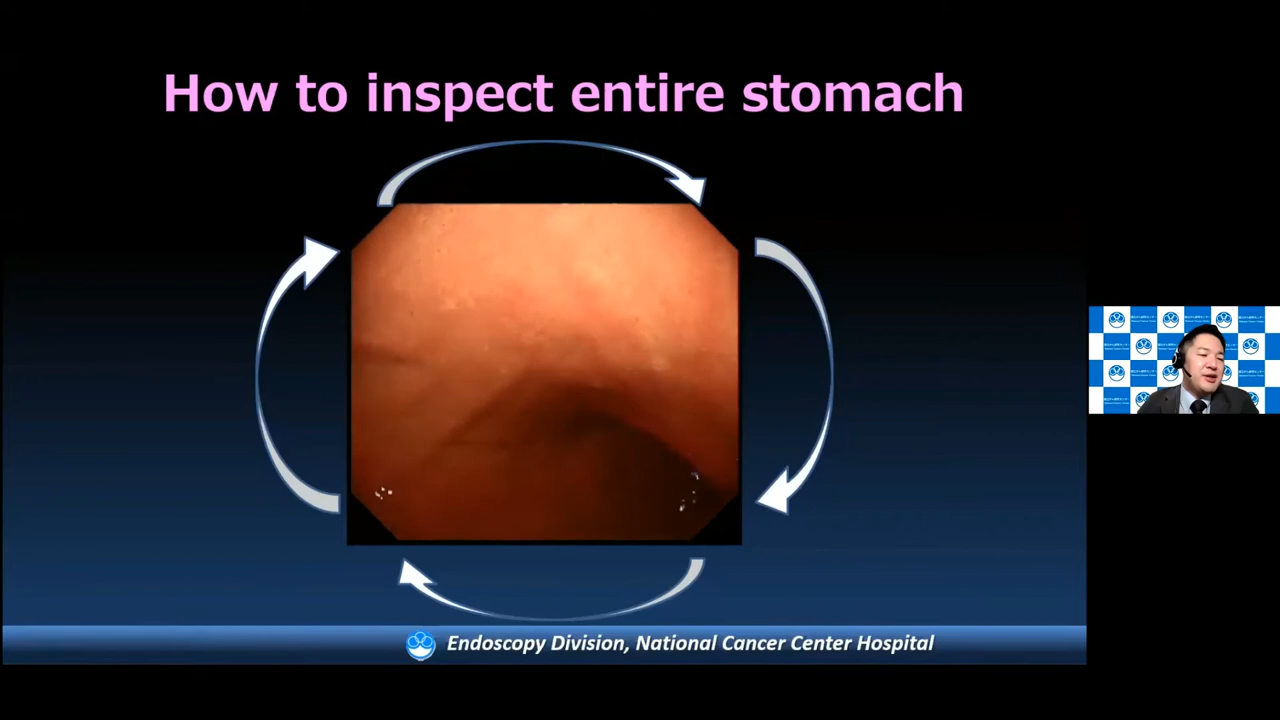 How to inspect entire stomach
Endoscopy Division, National Cancer Center Hospital